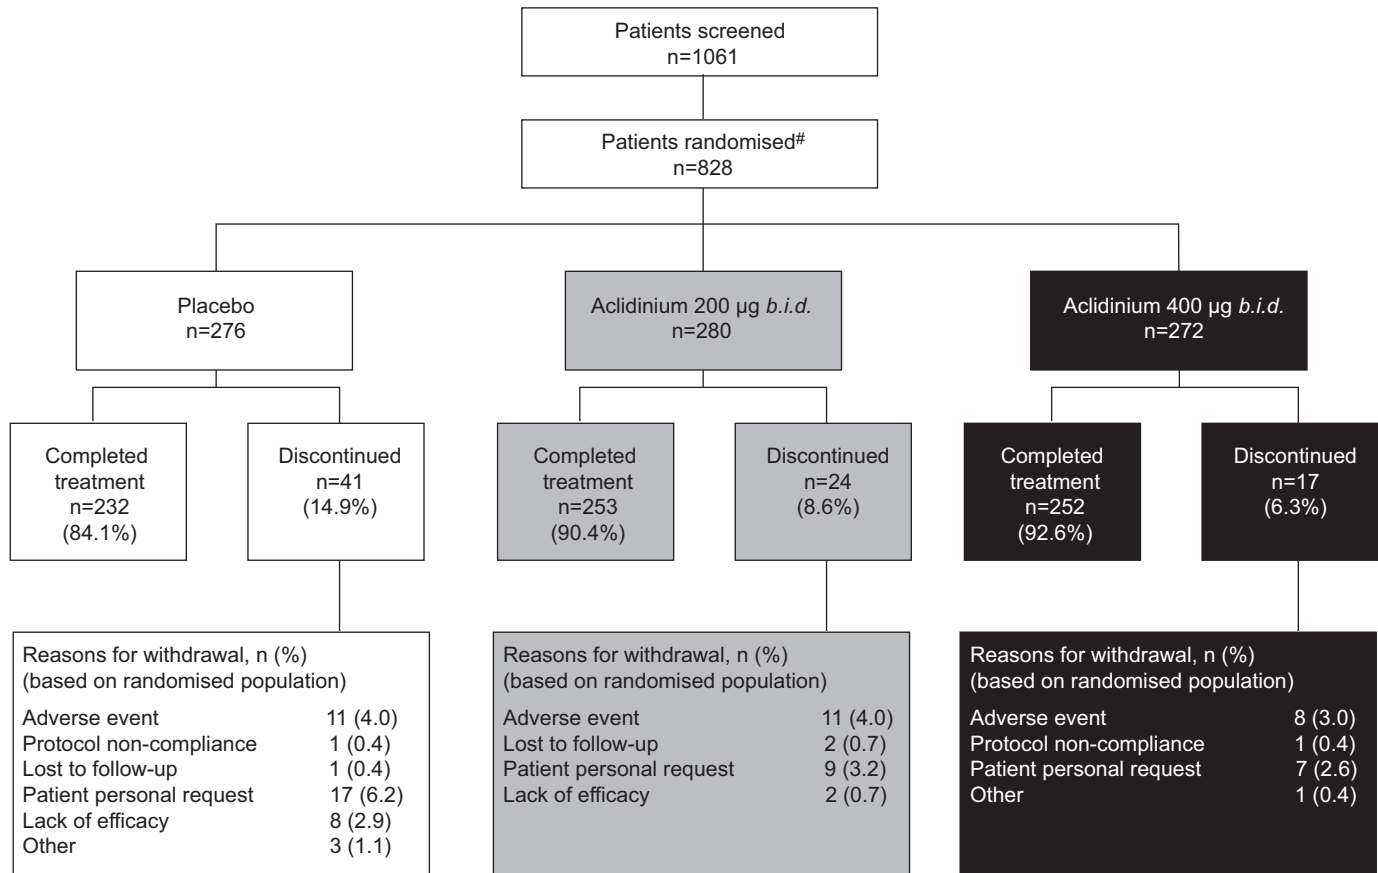 Patients screened
n=1061
Patients randomised#
n=828
Placebo
n=276
Aclidinium 200 µg b.i.d.
n=280
Aclidinium 400 µg b.i.d.
n=272
Completed
treatment
n=232
(84.1%)
Discontinued
n=41
(14.9%)
Completed
treatment
n=253
(90.4%)
Discontinued
n=24
(8.6%)
Completed
treatment
n=252
(92.6%)
Discontinued
n=17
(6.3%)
Reasons for withdrawal, n (%)
(based on randomised population)
Adverse event 11 (4.0)
Protocol non-compliance 1 (0.4)
Lost to follow-up 1 (0.4)
Patient personal request 17 (6.2)
Lack of efficacy 8 (2.9)
Other 3 (1.1)
Reasons for withdrawal, n (%)
(based on randomised population)
Adverse event 11 (4.0)
Lost to follow-up 2 (0.7)
Patient personal request 9 (3.2)
Lack of efficacy 2 (0.7)
Reasons for withdrawal, n (%)
(based on randomised population)
Adverse event 8 (3.0)
Protocol non-compliance 1 (0.4)
Patient personal request 7 (2.6)
Other 1 (0.4)